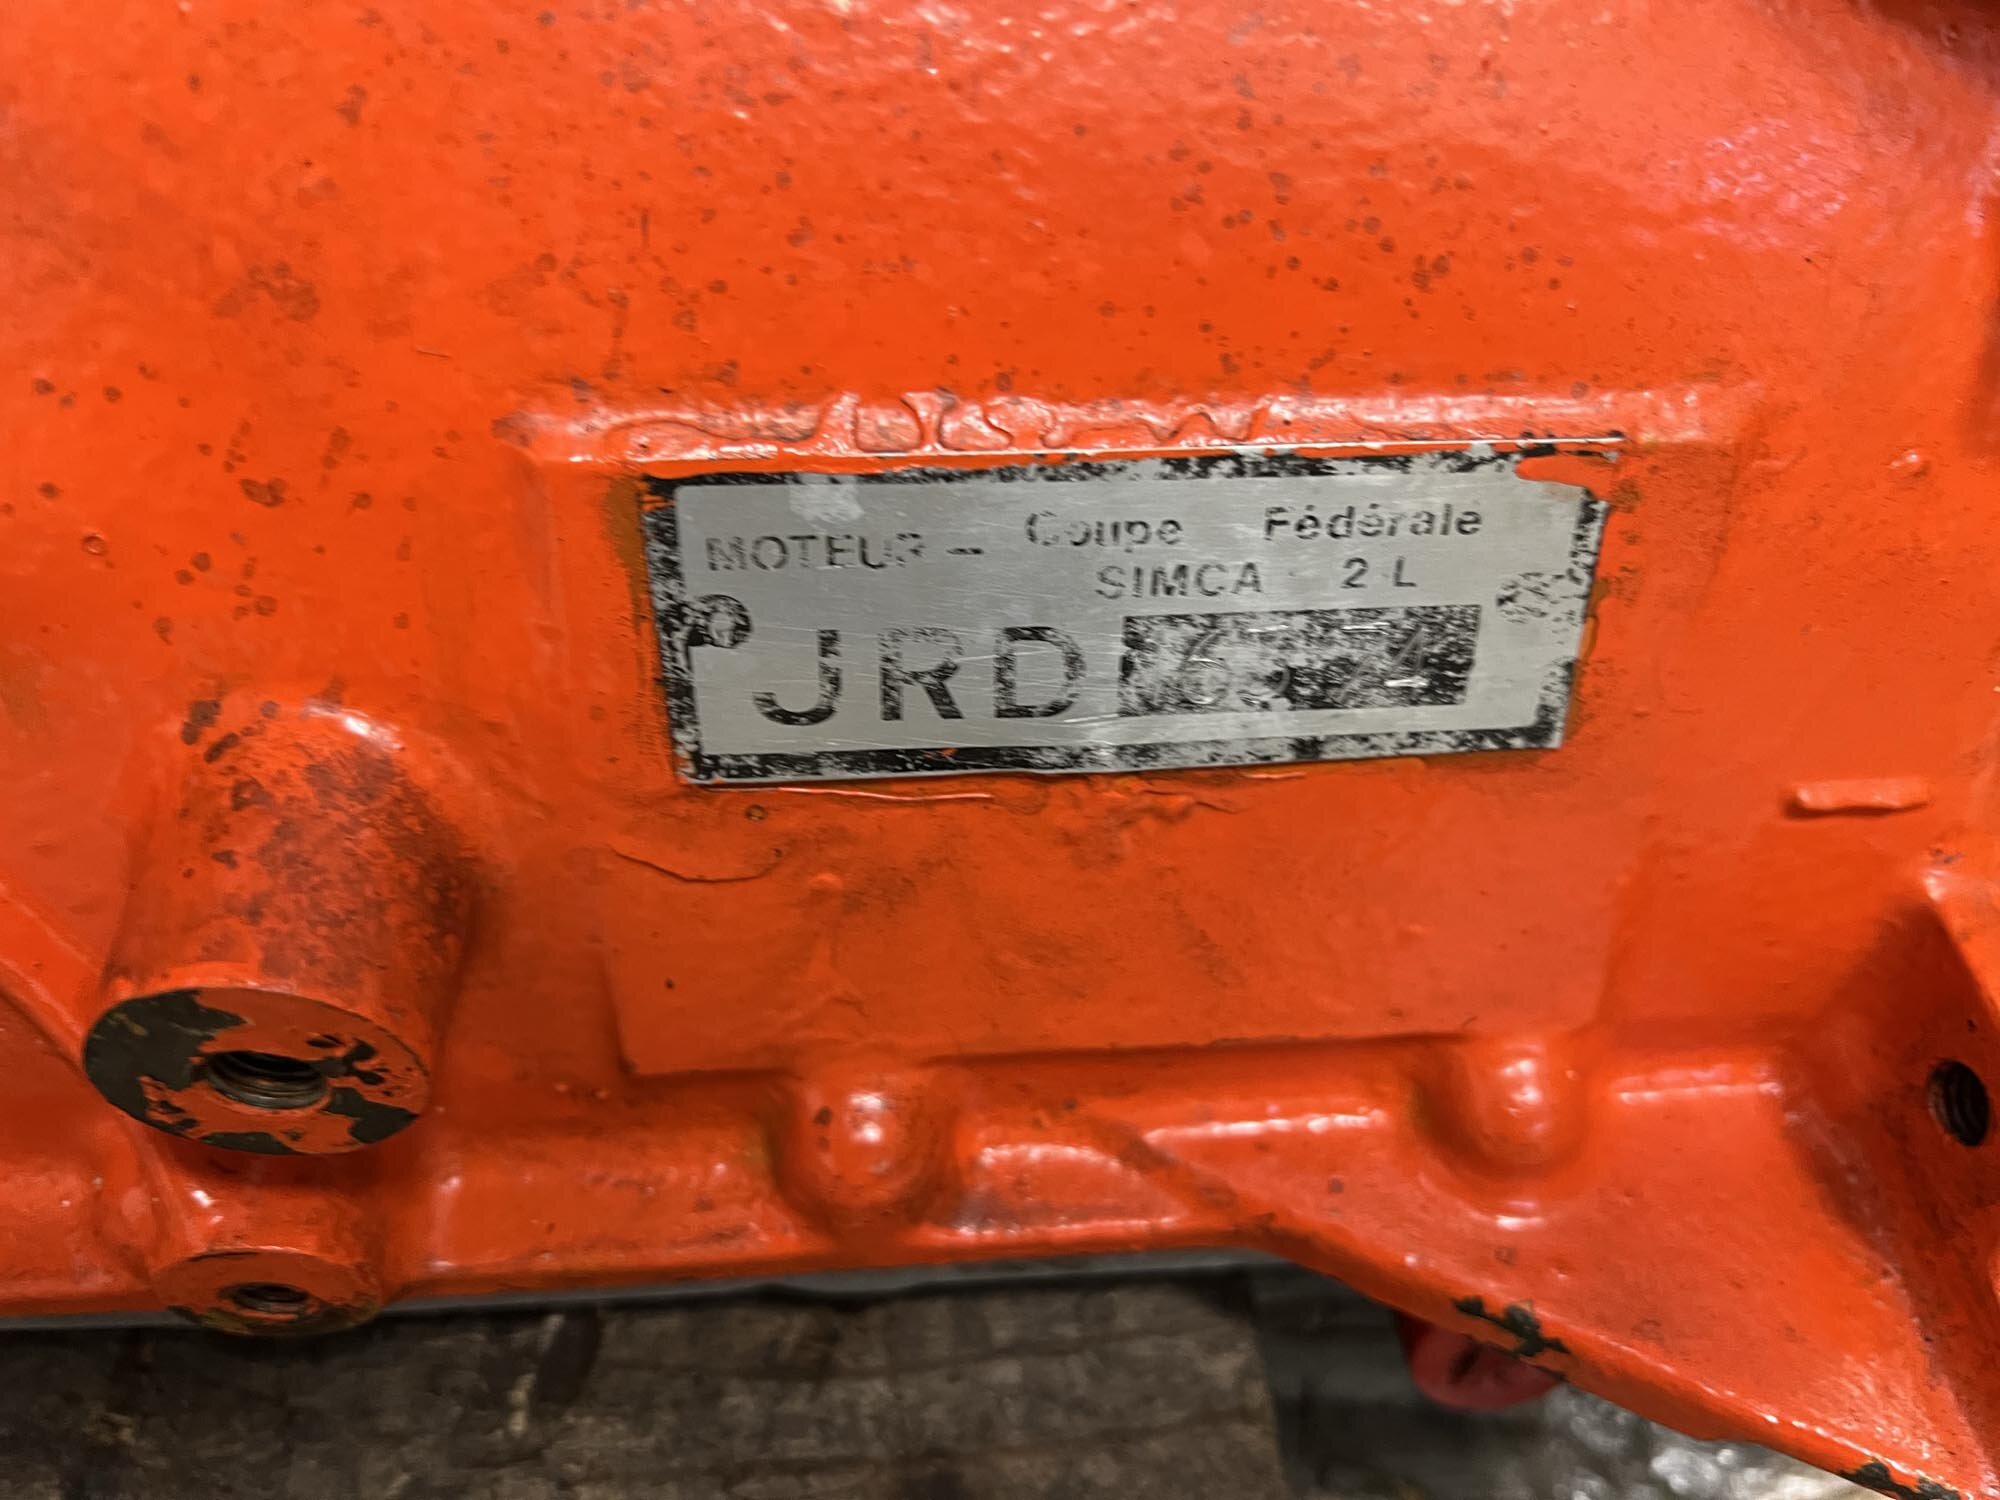 MOTEUR - Coupe Fédérale
SIMCA 2 L
JRD